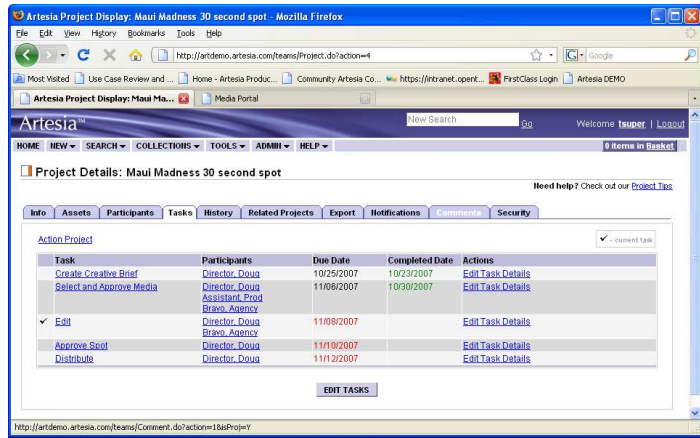 Artesia Project Display: Maui Madness 30 second spot - Mozilla Firefox
File Edit View History Bookmarks Tools Help
http://artdemo.artesia.com/teams/Project.do?action=4
Google
Most Visited Use Case Review and ... Home - Artesia Produc... Community Artesia Co... https://intranet.opent... FirstClass Login Artesia DEMO
Artesia Project Display: Maui Ma... Media Portal
Artesia™ New Search Go Welcome tsuper | Logout
HOME NEW SEARCH COLLECTIONS TOOLS ADMIN HELP 0 items in Basket
Project Details: Maui Madness 30 second spot
Need help? Check out our Project Tips
Info Assets Participants Tasks History Related Projects Export Notifications Comments Security
Action Project ✔ - current task
Task Participants Due Date Completed Date Actions
Create Creative Brief Director, Doug 10/25/2007 10/23/2007 Edit Task Details
Select and Approve Media Director, Doug 11/06/2007 10/30/2007 Edit Task Details
Assistant, Prod
Bravo, Agency
✔ Edit Director, Doug 11/08/2007 Edit Task Details
Bravo, Agency
Approve Spot Director, Doug 11/10/2007 Edit Task Details
Distribute Director, Doug 11/12/2007 Edit Task Details
EDIT TASKS
http://artdemo.artesia.com/teams/Comment.do?action=1&isProj=Y